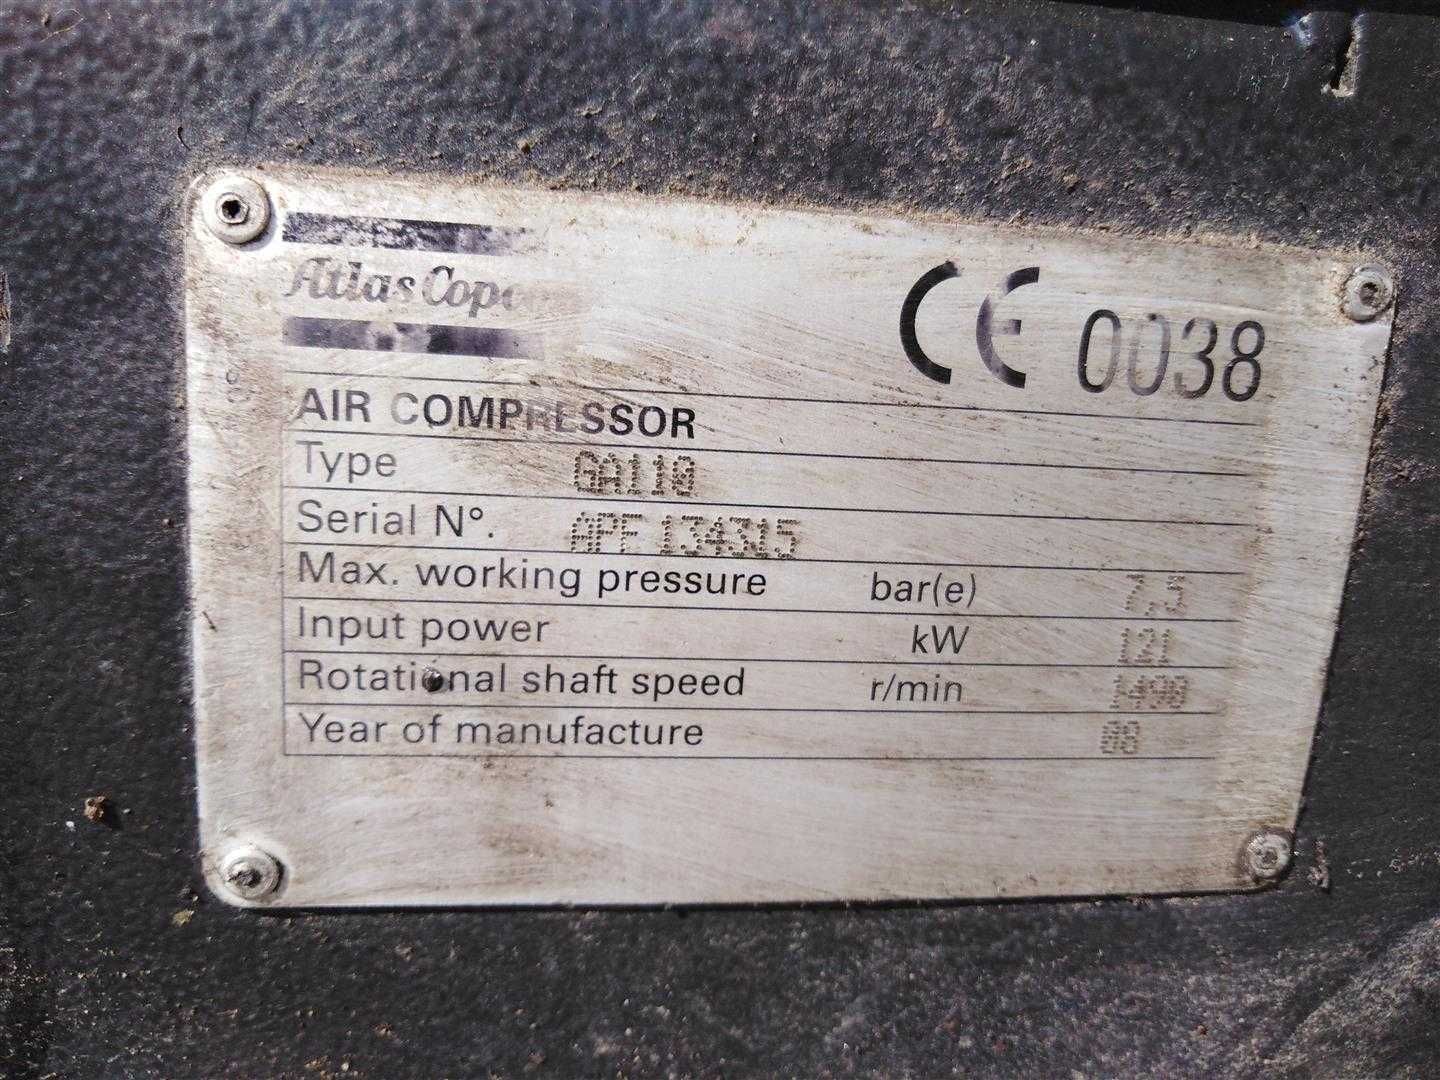 Atlas Copco
CE 0038
AIR COMPRESSOR
Type GA110
Serial N°. APF 134315
Max. working pressure bar(e) 7,5
Input power kW 121
Rotational shaft speed r/min 1490
Year of manufacture 08